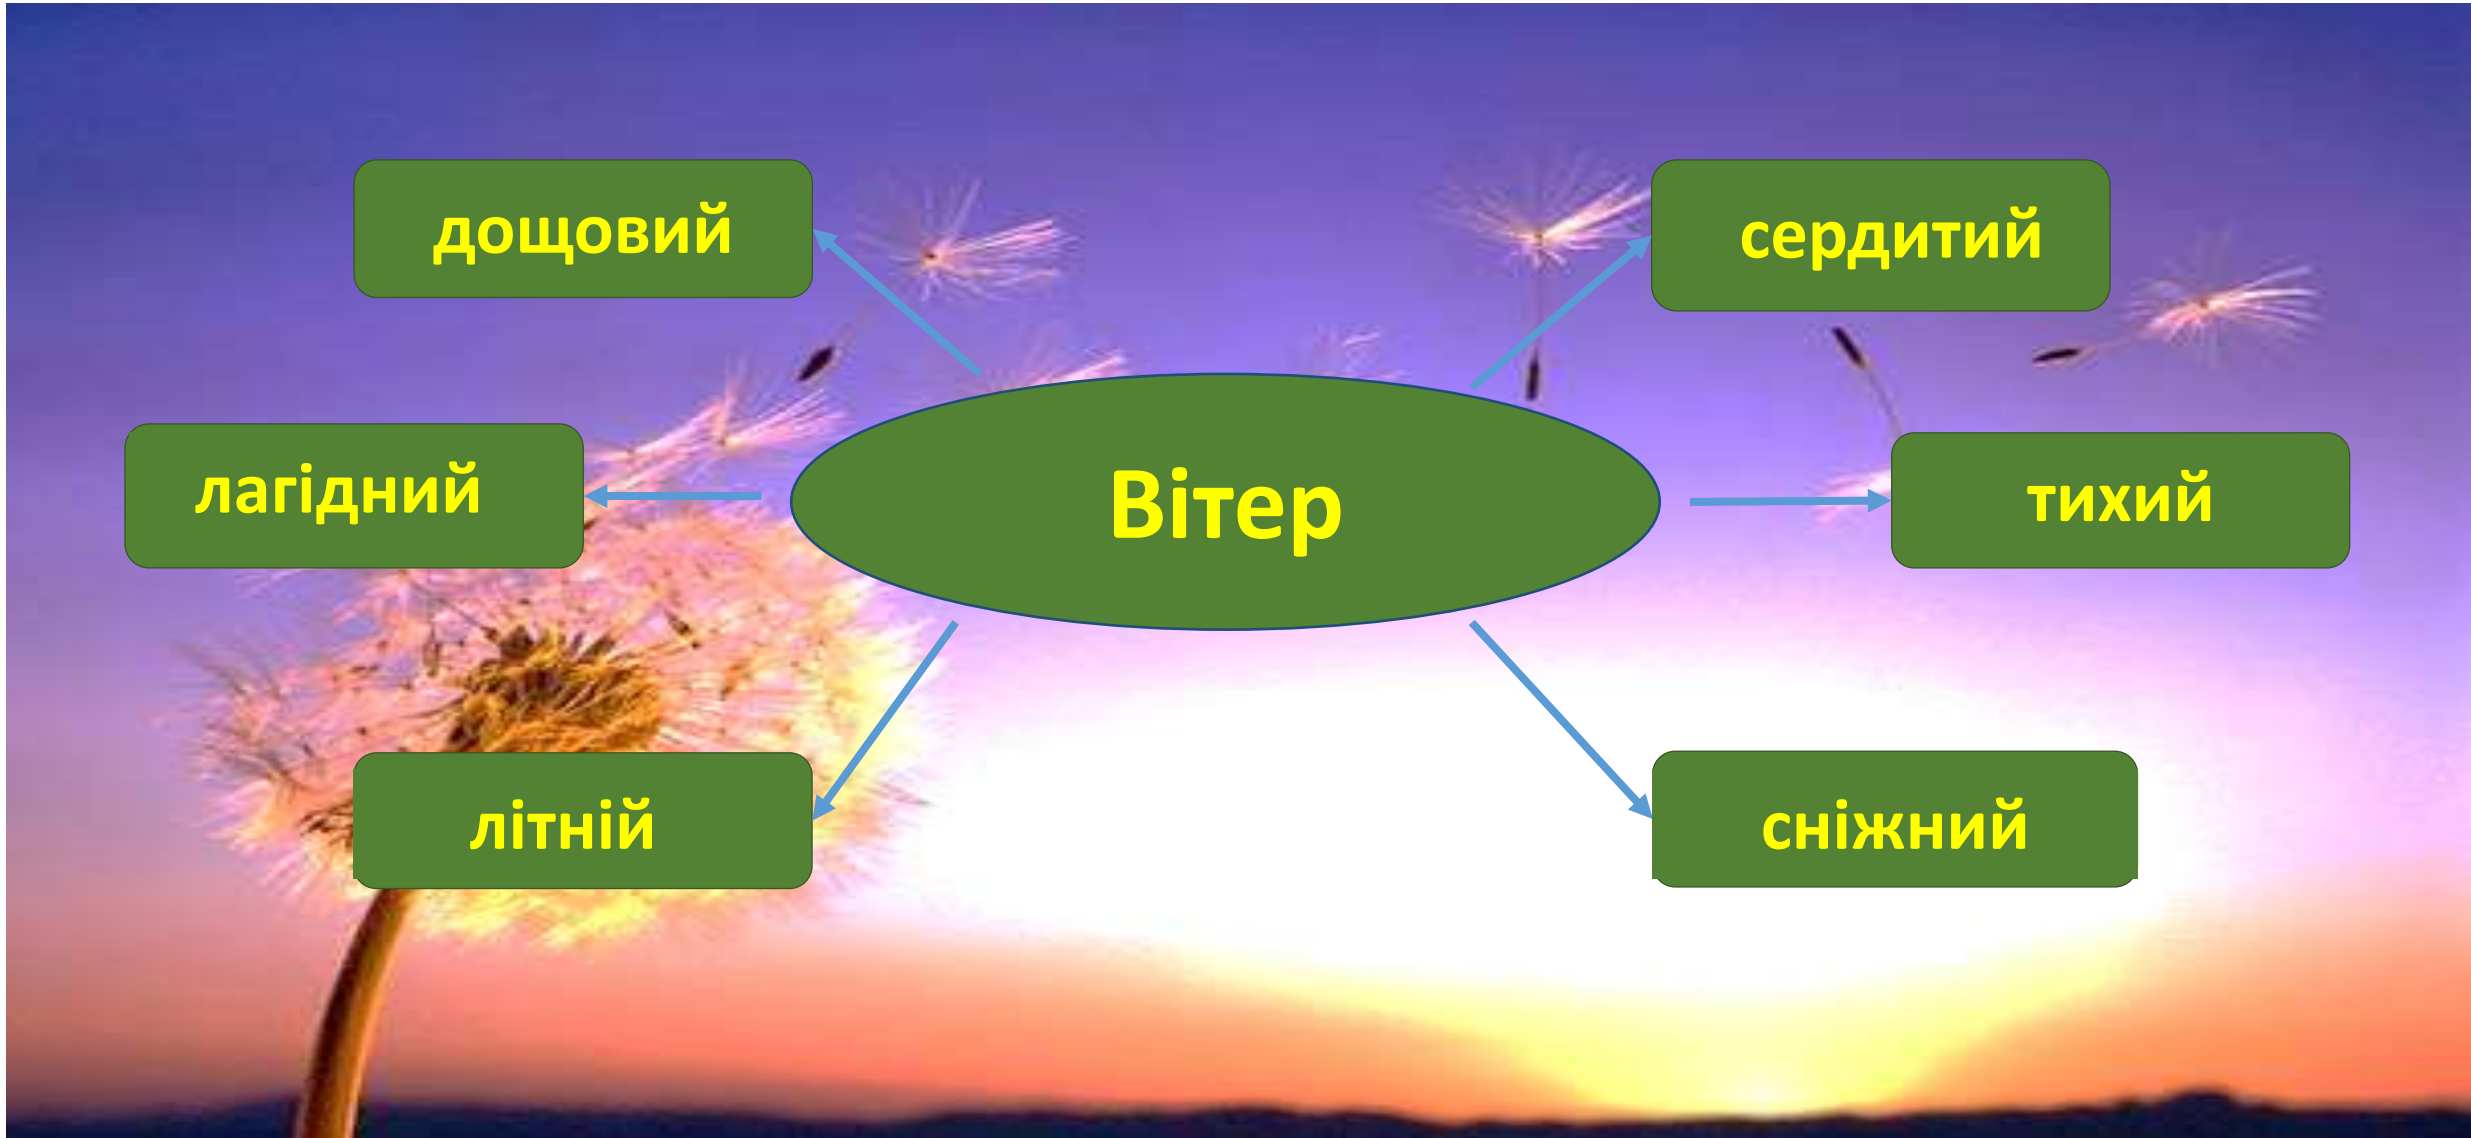 дощовий
сердитий
лагідний
Вітер
тихий
літній
сніжний